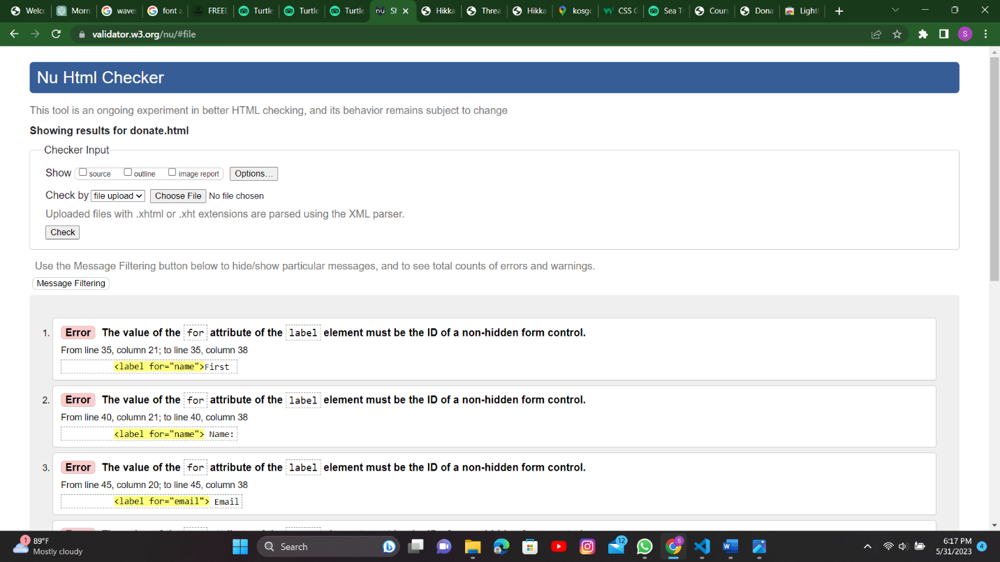 Welco
Morn
waves
font a
FREE
Turtle
Turtle
Turtle
Sh
Hikka
Threa
Hikka
kosgo
CSS G
Sea T
Cours
Dona
Light
validator.w3.org/nu/#file
S
Nu Html Checker
This tool is an ongoing experiment in better HTML checking, and its behavior remains subject to change
Showing results for donate.html
Checker Input
Show source outline image report Options...
Check by file upload Choose File No file chosen
Uploaded files with .xhtml or .xht extensions are parsed using the XML parser.
Check
Use the Message Filtering button below to hide/show particular messages, and to see total counts of errors and warnings.
Message Filtering
1. Error The value of the for attribute of the label element must be the ID of a non-hidden form control.
From line 35, column 21; to line 35, column 38
<label for="name">First
2. Error The value of the for attribute of the label element must be the ID of a non-hidden form control.
From line 40, column 21; to line 40, column 38
<label for="name"> Name:
3. Error The value of the for attribute of the label element must be the ID of a non-hidden form control.
From line 45, column 20; to line 45, column 38
<label for="email"> Email
1
89°F
Mostly cloudy
Search
12
S
6:17 PM
5/31/2023
4